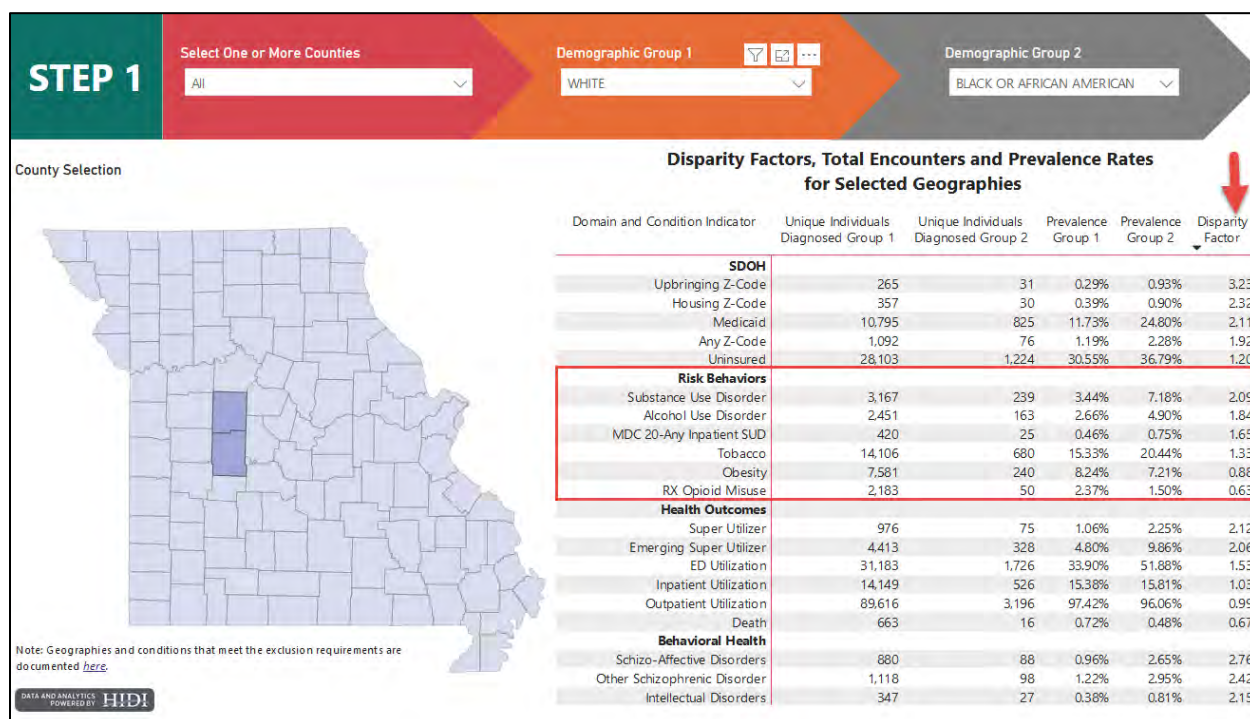 STEP 1
Select One or More Counties
All
Demographic Group 1
WHITE
Demographic Group 2
BLACK OR AFRICAN AMERICAN
County Selection
Disparity Factors, Total Encounters and Prevalence Rates
for Selected Geographies
Domain and Condition Indicator Unique Individuals Diagnosed Group 1 Unique Individuals Diagnosed Group 2 Prevalence Group 1 Prevalence Group 2 Disparity Factor
SDOH
Upbringing Z-Code 265 31 0.29% 0.93% 3.23
Housing Z-Code 357 30 0.39% 0.90% 2.32
Medicaid 10,795 825 11.73% 24.80% 2.11
Any Z-Code 1,092 76 1.19% 2.28% 1.92
Uninsured 28,103 1,224 30.55% 36.79% 1.20
Risk Behaviors
Substance Use Disorder 3,167 239 3.44% 7.18% 2.09
Alcohol Use Disorder 2,451 163 2.66% 4.90% 1.84
MDC 20-Any Inpatient SUD 420 25 0.46% 0.75% 1.65
Tobacco 14,106 680 15.33% 20.44% 1.33
Obesity 7,581 240 8.24% 7.21% 0.88
RX Opioid Misuse 2,183 50 2.37% 1.50% 0.63
Health Outcomes
Super Utilizer 976 75 1.06% 2.25% 2.12
Emerging Super Utilizer 4,413 328 4.80% 9.86% 2.06
ED Utilization 31,183 1,726 33.90% 51.88% 1.53
Inpatient Utilization 14,149 526 15.38% 15.81% 1.03
Outpatient Utilization 89,616 3,196 97.42% 96.06% 0.99
Death 663 16 0.72% 0.48% 0.67
Behavioral Health
Schizo-Affective Disorders 880 88 0.96% 2.65% 2.76
Other Schizophrenic Disorder 1,118 98 1.22% 2.95% 2.42
Intellectual Disorders 347 27 0.38% 0.81% 2.15
Note: Geographies and conditions that meet the exclusion requirements are
documented here.
DATA AND ANALYTICS
POWERED BY HIDI